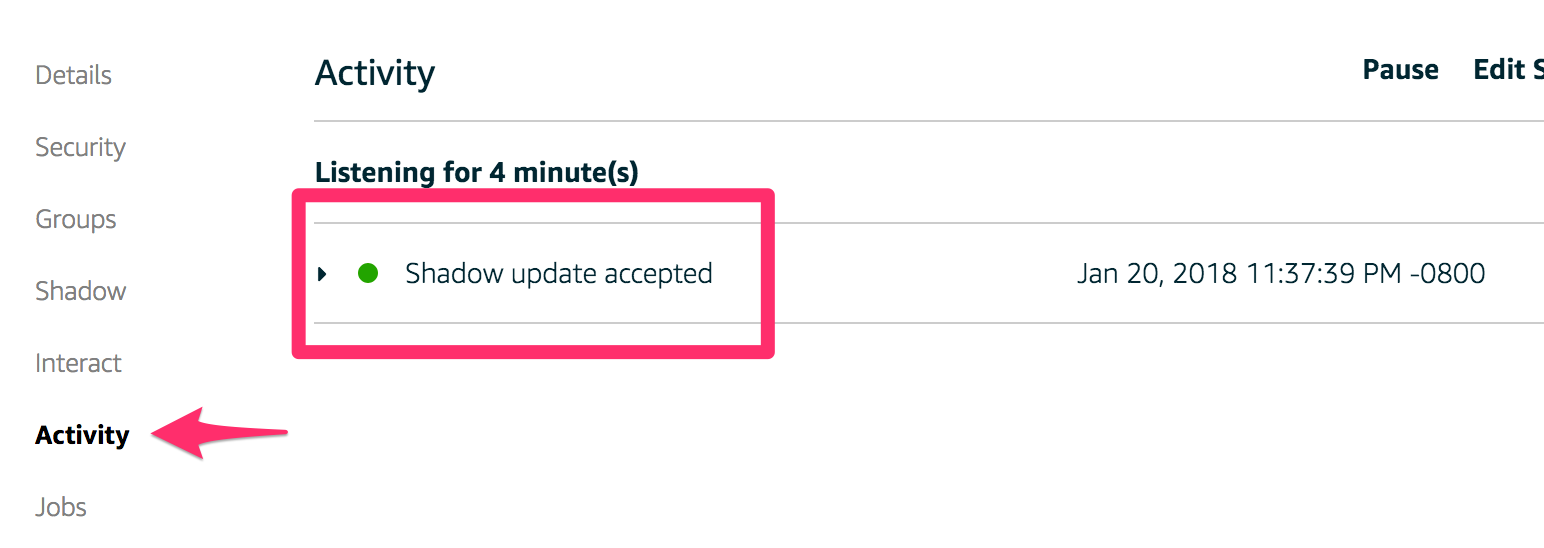 Details
Security
Groups
Shadow
Interact
Activity
Jobs
Activity
Pause
Edit S
Listening for 4 minute(s)
Shadow update accepted
Jan 20, 2018 11:37:39 PM -0800